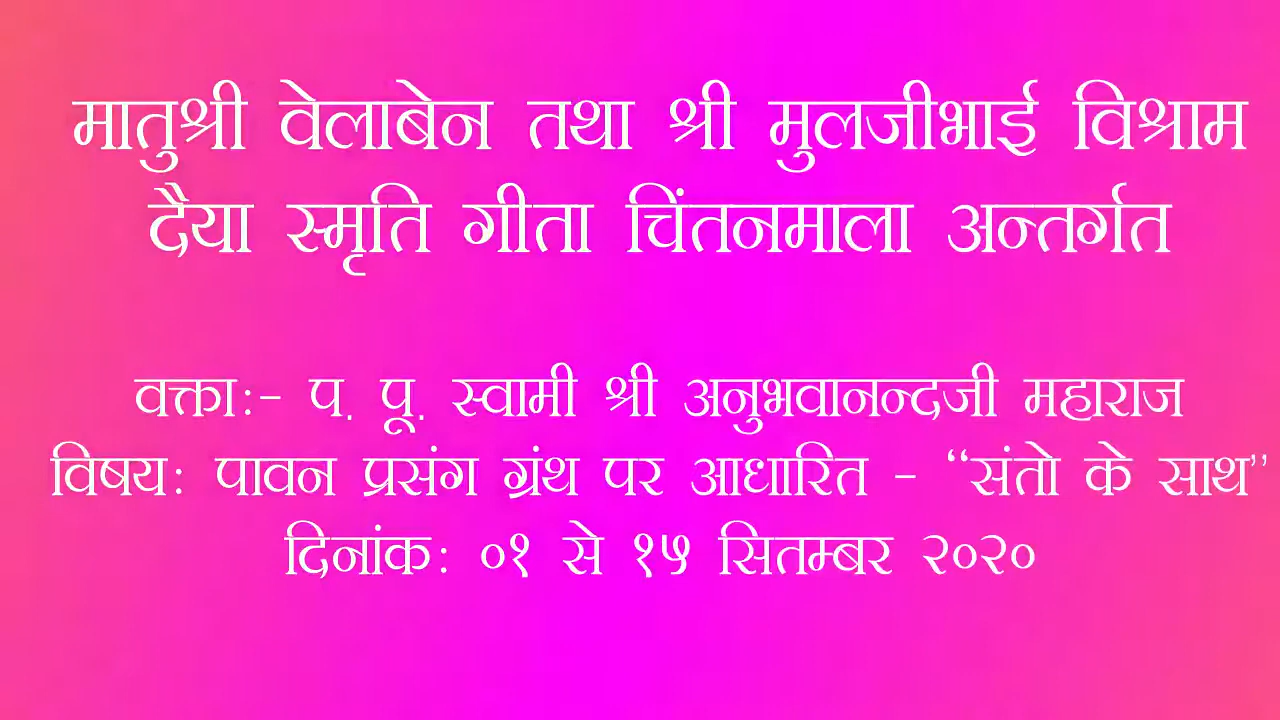 मातुश्री वेलाबेन तथा श्री मुलजीभाई विश्राम
दैया स्मृति गीता चिंतनमाला अन्तर्गत
वक्ता:- प. पू. स्वामी श्री अनुभवानन्दजी महाराज
विषय: पावन प्रसंग ग्रंथ पर आधारित - “संतो के साथ”
दिनांक: ०१ से १५ सितम्बर २०२०